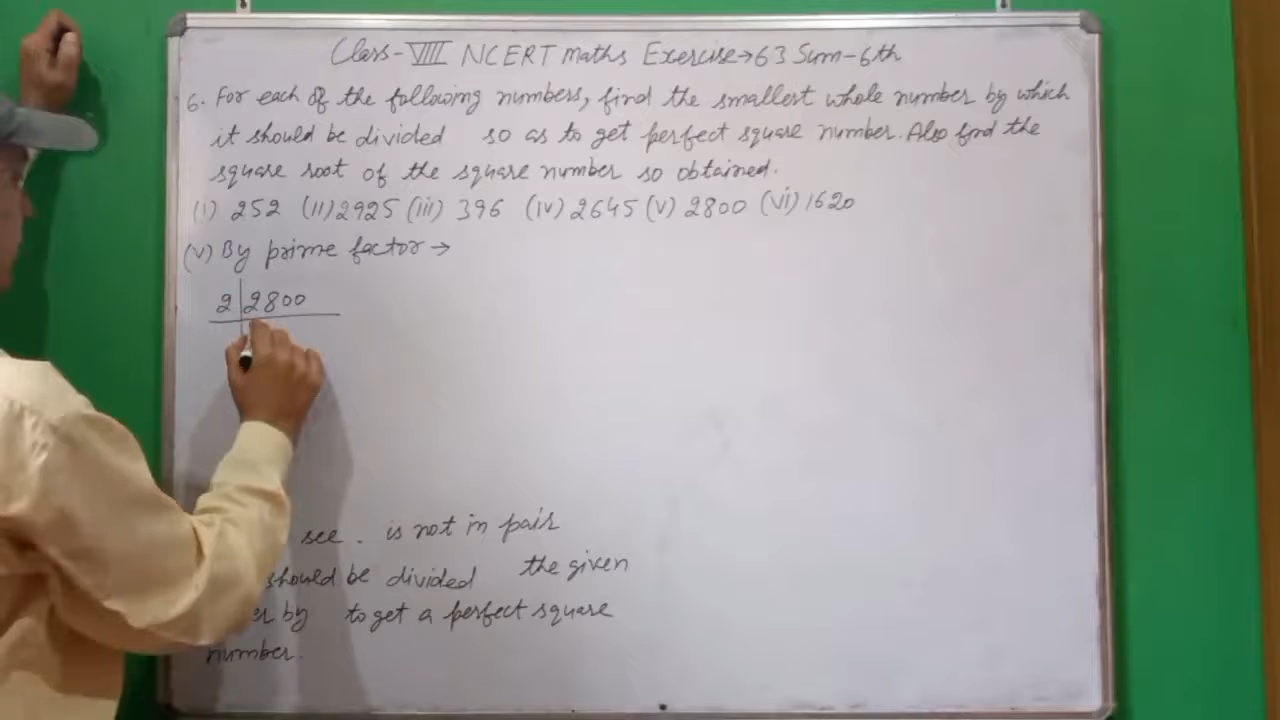 Class-VIII NCERT Maths Exercise→63 Sum-6th
6. For each of the following numbers, find the smallest whole number by which
it should be divided so as to get perfect square number. Also find the
square root of the square number so obtained.
(i) 252 (ii) 2925 (iii) 396 (iv) 2645 (v) 2800 (vi) 1620
(v) By prime factor →
2 2800
see . is not in pair
should be divided the given
by to get a perfect square
number.